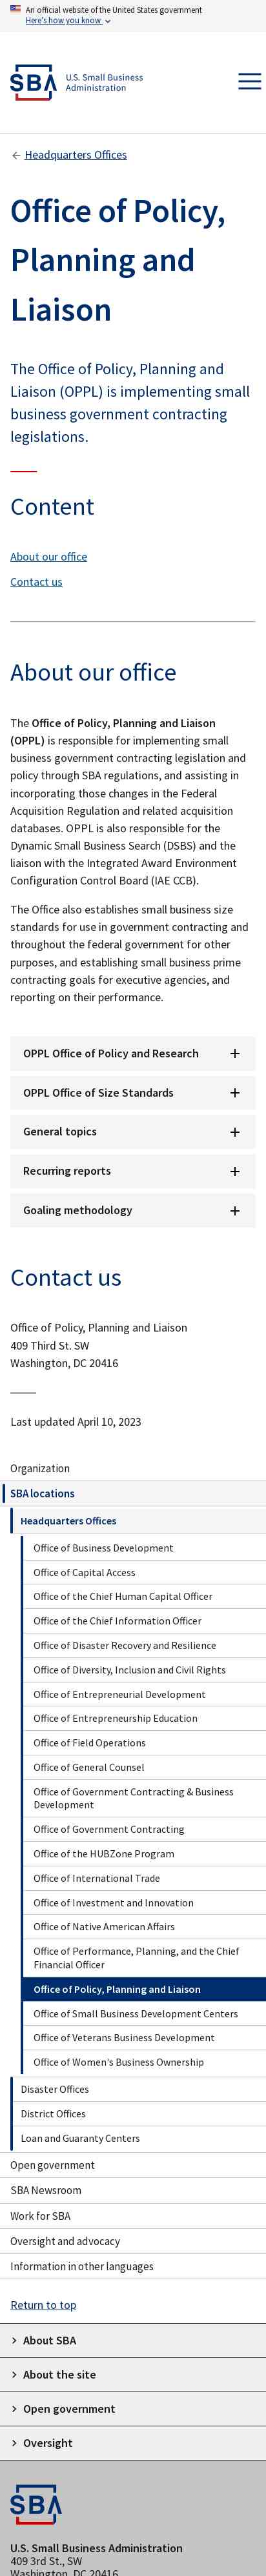 An official website of the United States government
Here's how you know
SBA U.S. Small Business
Administration
Headquarters Offices
Office of Policy,
Planning and
Liaison
The Office of Policy, Planning and
Liaison (OPPL) is implementing small
business government contracting
legislations.
Content
About our office
Contact us
About our office
The Office of Policy, Planning and Liaison
(OPPL) is responsible for implementing small
business government contracting legislation and
policy through SBA regulations, and assisting in
incorporating those changes in the Federal
Acquisition Regulation and related acquisition
databases. OPPL is also responsible for the
Dynamic Small Business Search (DSBS) and the
liaison with the Integrated Award Environment
Configuration Control Board (IAE CCB).
The Office also establishes small business size
standards for use in government contracting and
throughout the federal government for other
purposes, and establishing small business prime
contracting goals for executive agencies, and
reporting on their performance.
OPPL Office of Policy and Research
OPPL Office of Size Standards
General topics
Recurring reports
Goaling methodology
Contact us
Office of Policy, Planning and Liaison
409 Third St. SW
Washington, DC 20416
Last updated April 10, 2023
Organization
SBA locations
Headquarters Offices
Office of Business Development
Office of Capital Access
Office of the Chief Human Capital Officer
Office of the Chief Information Officer
Office of Disaster Recovery and Resilience
Office of Diversity, Inclusion and Civil Rights
Office of Entrepreneurial Development
Office of Entrepreneurship Education
Office of Field Operations
Office of General Counsel
Office of Government Contracting & Business
Development
Office of Government Contracting
Office of the HUBZone Program
Office of International Trade
Office of Investment and Innovation
Office of Native American Affairs
Office of Performance, Planning, and the Chief
Financial Officer
Office of Policy, Planning and Liaison
Office of Small Business Development Centers
Office of Veterans Business Development
Office of Women's Business Ownership
Disaster Offices
District Offices
Loan and Guaranty Centers
Open government
SBA Newsroom
Work for SBA
Oversight and advocacy
Information in other languages
Return to top
About SBA
About the site
Open government
Oversight
SBA
U.S. Small Business Administration
409 3rd St., SW
Washington, DC 20416